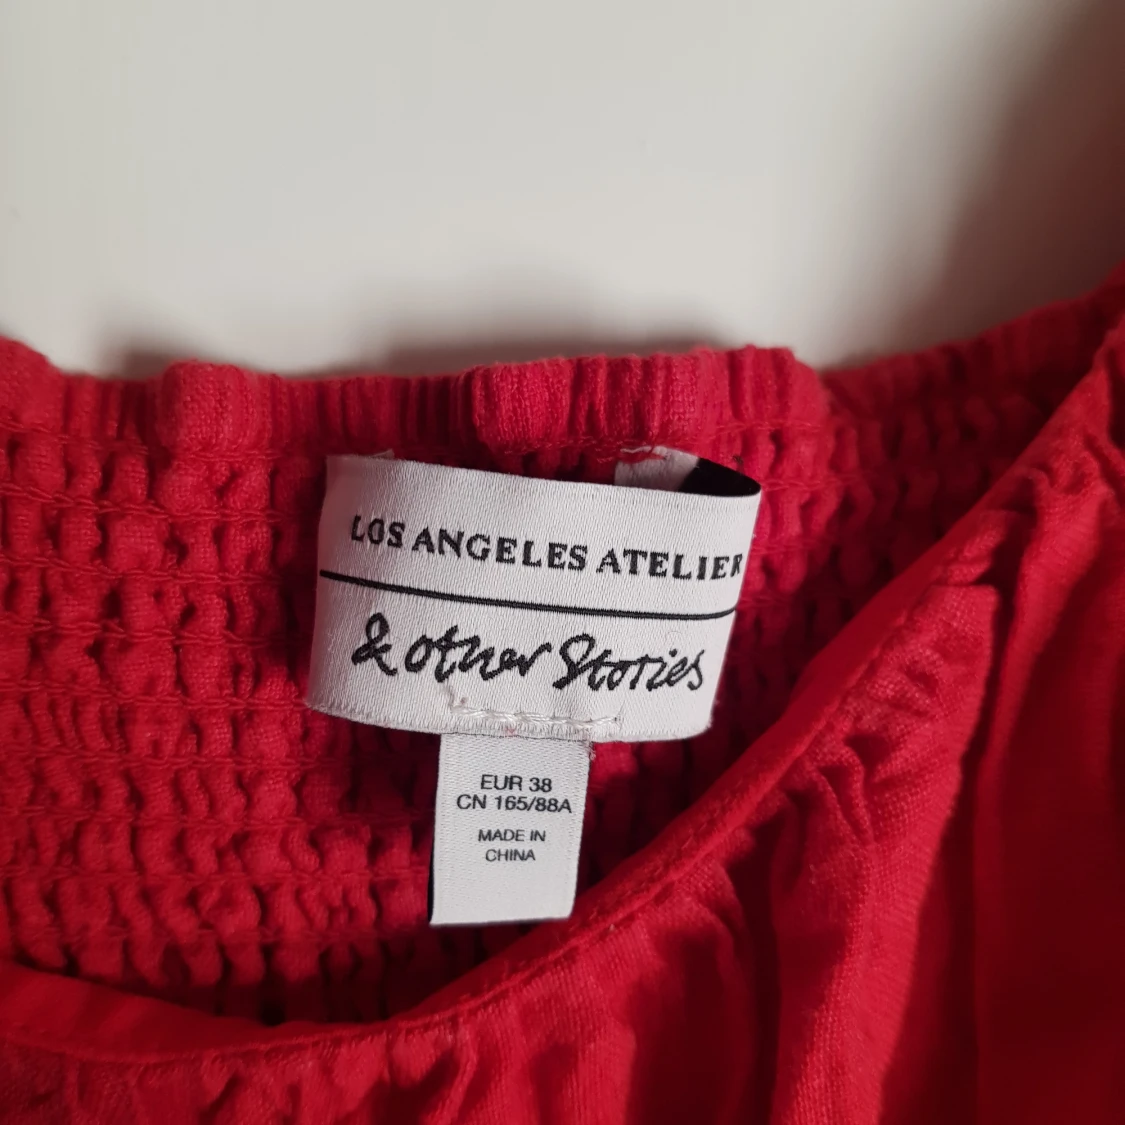 LOS ANGELES ATELIER
& other Stories
EUR 38
CN 165/88A
MADE IN
CHINA